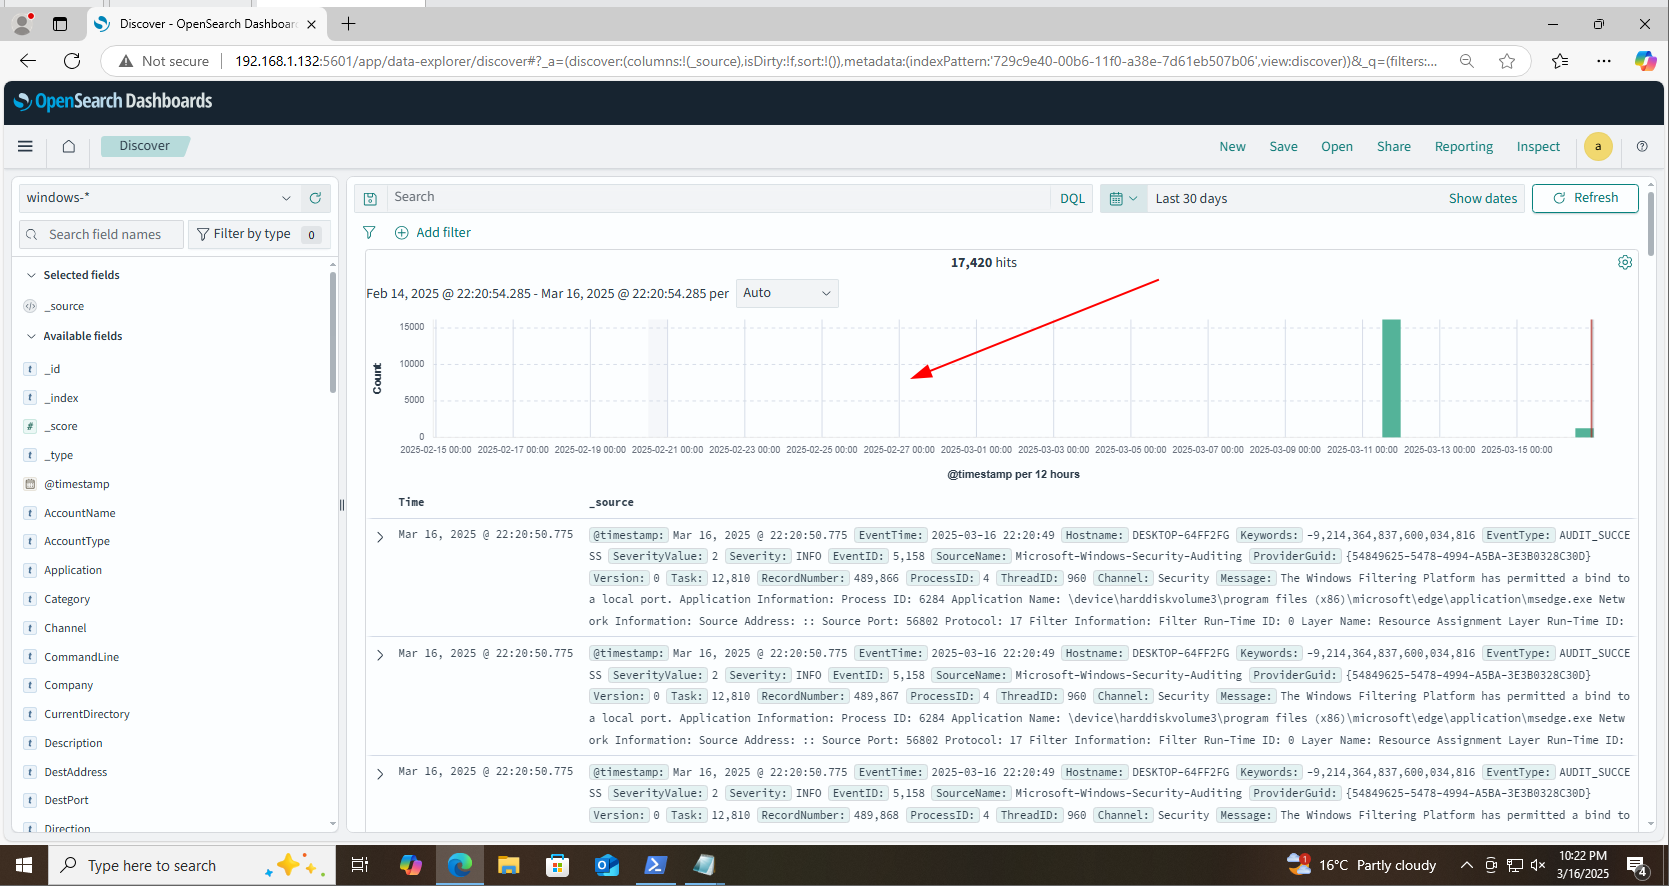 Discover - OpenSearch Dashboar
Not secure
192.168.1.132:5601/app/data-explorer/discover#?_a=(discover:(columns:!(_source),isDirty:!f,sort:!()),metadata:(indexPattern:'729c9e40-00b6-11f0-a38e-7d61eb507b06',view:discover))&_q=(filters:...
OpenSearch Dashboards
Discover
New Save Open Share Reporting Inspect a
windows-*
Search
DQL
Last 30 days
Show dates
Refresh
Search field names
Filter by type 0
Add filter
Selected fields
_source
Available fields
_id
_index
_score
_type
@timestamp
AccountName
AccountType
Application
Category
Channel
CommandLine
Company
CurrentDirectory
Description
DestAddress
DestPort
Direction
17,420 hits
Feb 14, 2025 @ 22:20:54.285 - Mar 16, 2025 @ 22:20:54.285 per Auto
Count
15000
10000
5000
0
2025-02-15 00:00 2025-02-17 00:00 2025-02-19 00:00 2025-02-21 00:00 2025-02-23 00:00 2025-02-25 00:00 2025-02-27 00:00 2025-03-01 00:00 2025-03-03 00:00 2025-03-05 00:00 2025-03-07 00:00 2025-03-09 00:00 2025-03-11 00:00 2025-03-13 00:00 2025-03-15 00:00
@timestamp per 12 hours
Time _source
Mar 16, 2025 @ 22:20:50.775 @timestamp: Mar 16, 2025 @ 22:20:50.775 EventTime: 2025-03-16 22:20:49 Hostname: DESKTOP-64FF2FG Keywords: -9,214,364,837,600,034,816 EventType: AUDIT_SUCCE
SS SeverityValue: 2 Severity: INFO EventID: 5,158 SourceName: Microsoft-Windows-Security-Auditing ProviderGuid: {54849625-5478-4994-A5BA-3E3B0328C30D}
Version: 0 Task: 12,810 RecordNumber: 489,866 ProcessID: 4 ThreadID: 960 Channel: Security Message: The Windows Filtering Platform has permitted a bind to
a local port. Application Information: Process ID: 6284 Application Name: \device\harddiskvolume3\program files (x86)\microsoft\edge\application\msedge.exe Netw
ork Information: Source Address: :: Source Port: 56802 Protocol: 17 Filter Information: Filter Run-Time ID: 0 Layer Name: Resource Assignment Layer Run-Time ID:
Mar 16, 2025 @ 22:20:50.775 @timestamp: Mar 16, 2025 @ 22:20:50.775 EventTime: 2025-03-16 22:20:49 Hostname: DESKTOP-64FF2FG Keywords: -9,214,364,837,600,034,816 EventType: AUDIT_SUCCE
SS SeverityValue: 2 Severity: INFO EventID: 5,158 SourceName: Microsoft-Windows-Security-Auditing ProviderGuid: {54849625-5478-4994-A5BA-3E3B0328C30D}
Version: 0 Task: 12,810 RecordNumber: 489,867 ProcessID: 4 ThreadID: 960 Channel: Security Message: The Windows Filtering Platform has permitted a bind to
a local port. Application Information: Process ID: 6284 Application Name: \device\harddiskvolume3\program files (x86)\microsoft\edge\application\msedge.exe Netw
ork Information: Source Address: :: Source Port: 56802 Protocol: 17 Filter Information: Filter Run-Time ID: 0 Layer Name: Resource Assignment Layer Run-Time ID:
Mar 16, 2025 @ 22:20:50.775 @timestamp: Mar 16, 2025 @ 22:20:50.775 EventTime: 2025-03-16 22:20:49 Hostname: DESKTOP-64FF2FG Keywords: -9,214,364,837,600,034,816 EventType: AUDIT_SUCCE
SS SeverityValue: 2 Severity: INFO EventID: 5,158 SourceName: Microsoft-Windows-Security-Auditing ProviderGuid: {54849625-5478-4994-A5BA-3E3B0328C30D}
Version: 0 Task: 12,810 RecordNumber: 489,868 ProcessID: 4 ThreadID: 960 Channel: Security Message: The Windows Filtering Platform has permitted a bind to
Type here to search
1 16°C Partly cloudy
10:22 PM
3/16/2025
4